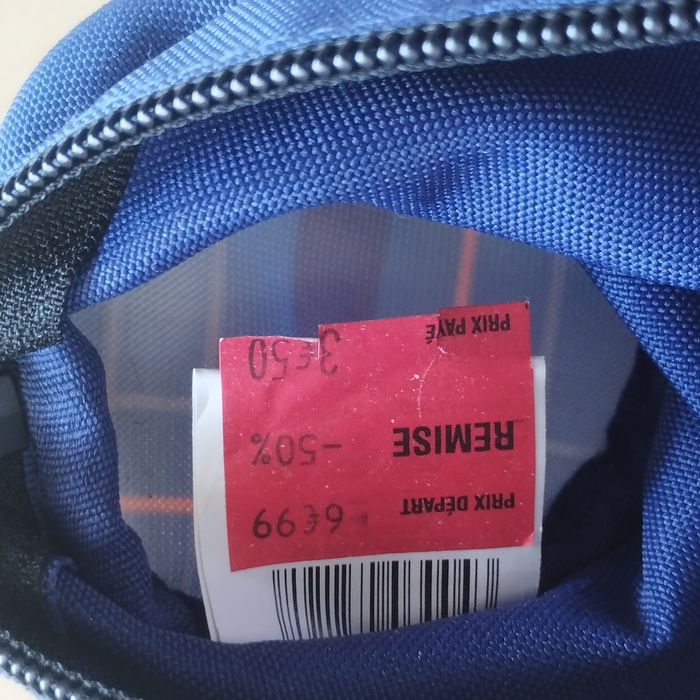 PRIX DÉPART 6€99
REMISE -50%
PRIX PAYÉ 3€50